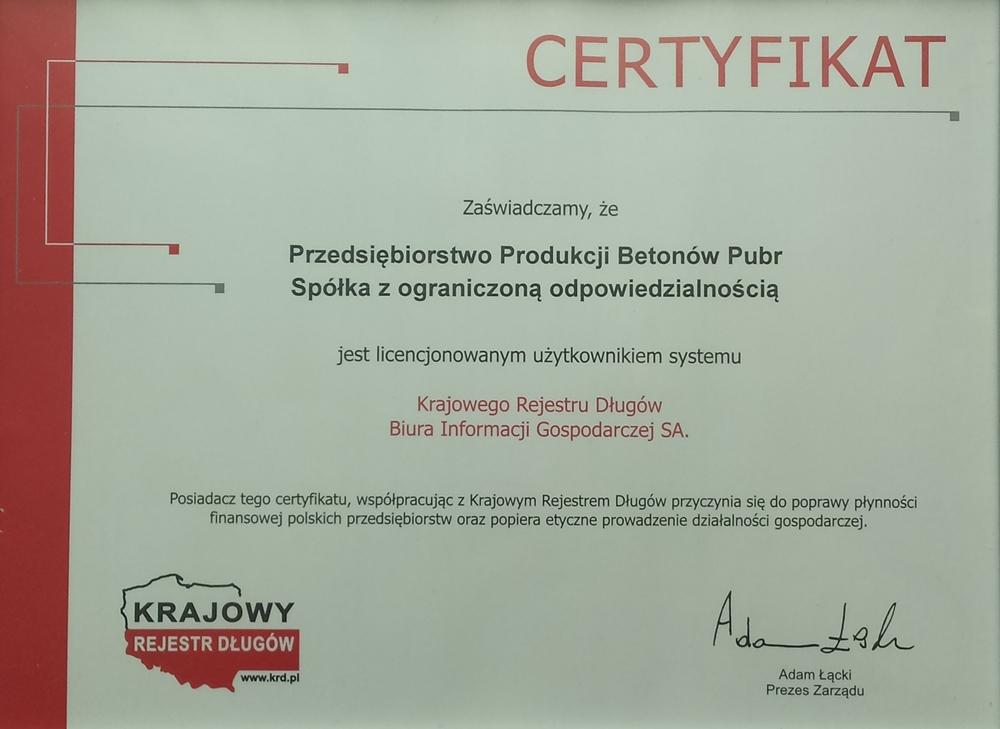 CERTYFIKAT
Zaświadczamy, że
Przedsiębiorstwo Produkcji Betonów Pubr
Spółka z ograniczoną odpowiedzialnością
jest licencjonowanym użytkownikiem systemu
Krajowego Rejestru Długów
Biura Informacji Gospodarczej SA.
Posiadacz tego certyfikatu, współpracując z Krajowym Rejestrem Długów przyczynia się do poprawy płynności
finansowej polskich przedsiębiorstw oraz popiera etyczne prowadzenie działalności gospodarczej.
KRAJOWY
REJESTR DŁUGÓW
www.krd.pl
Adam Łącki
Adam Łącki
Prezes Zarządu